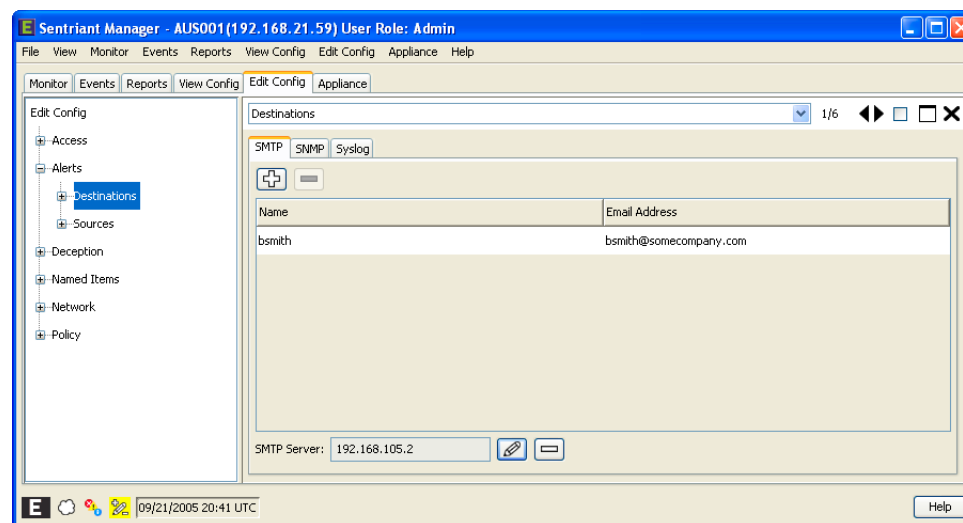 E Sentriant Manager - AUS001(192.168.21.59) User Role: Admin
File View Monitor Events Reports View Config Edit Config Appliance Help
Monitor Events Reports View Config Edit Config Appliance
Edit Config
Access
Alerts
Destinations
Sources
Deception
Named Items
Network
Policy
Destinations 1/6
SMTP SNMP Syslog
Name Email Address
bsmith bsmith@somecompany.com
SMTP Server: 192.168.105.2
E 09/21/2005 20:41 UTC Help